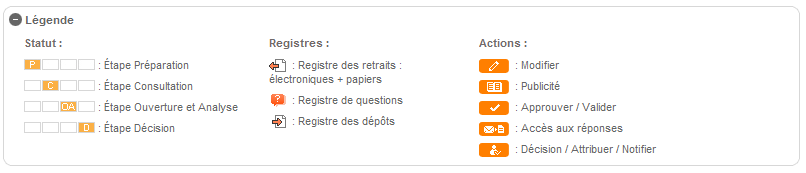 Légende
Statut :
P : Étape Préparation
C : Étape Consultation
OA : Étape Ouverture et Analyse
D : Étape Décision
Registres :
: Registre des retraits :
électroniques + papiers
? : Registre de questions
: Registre des dépôts
Actions :
: Modifier
: Publicité
: Approuver / Valider
: Accès aux réponses
: Décision / Attribuer / Notifier